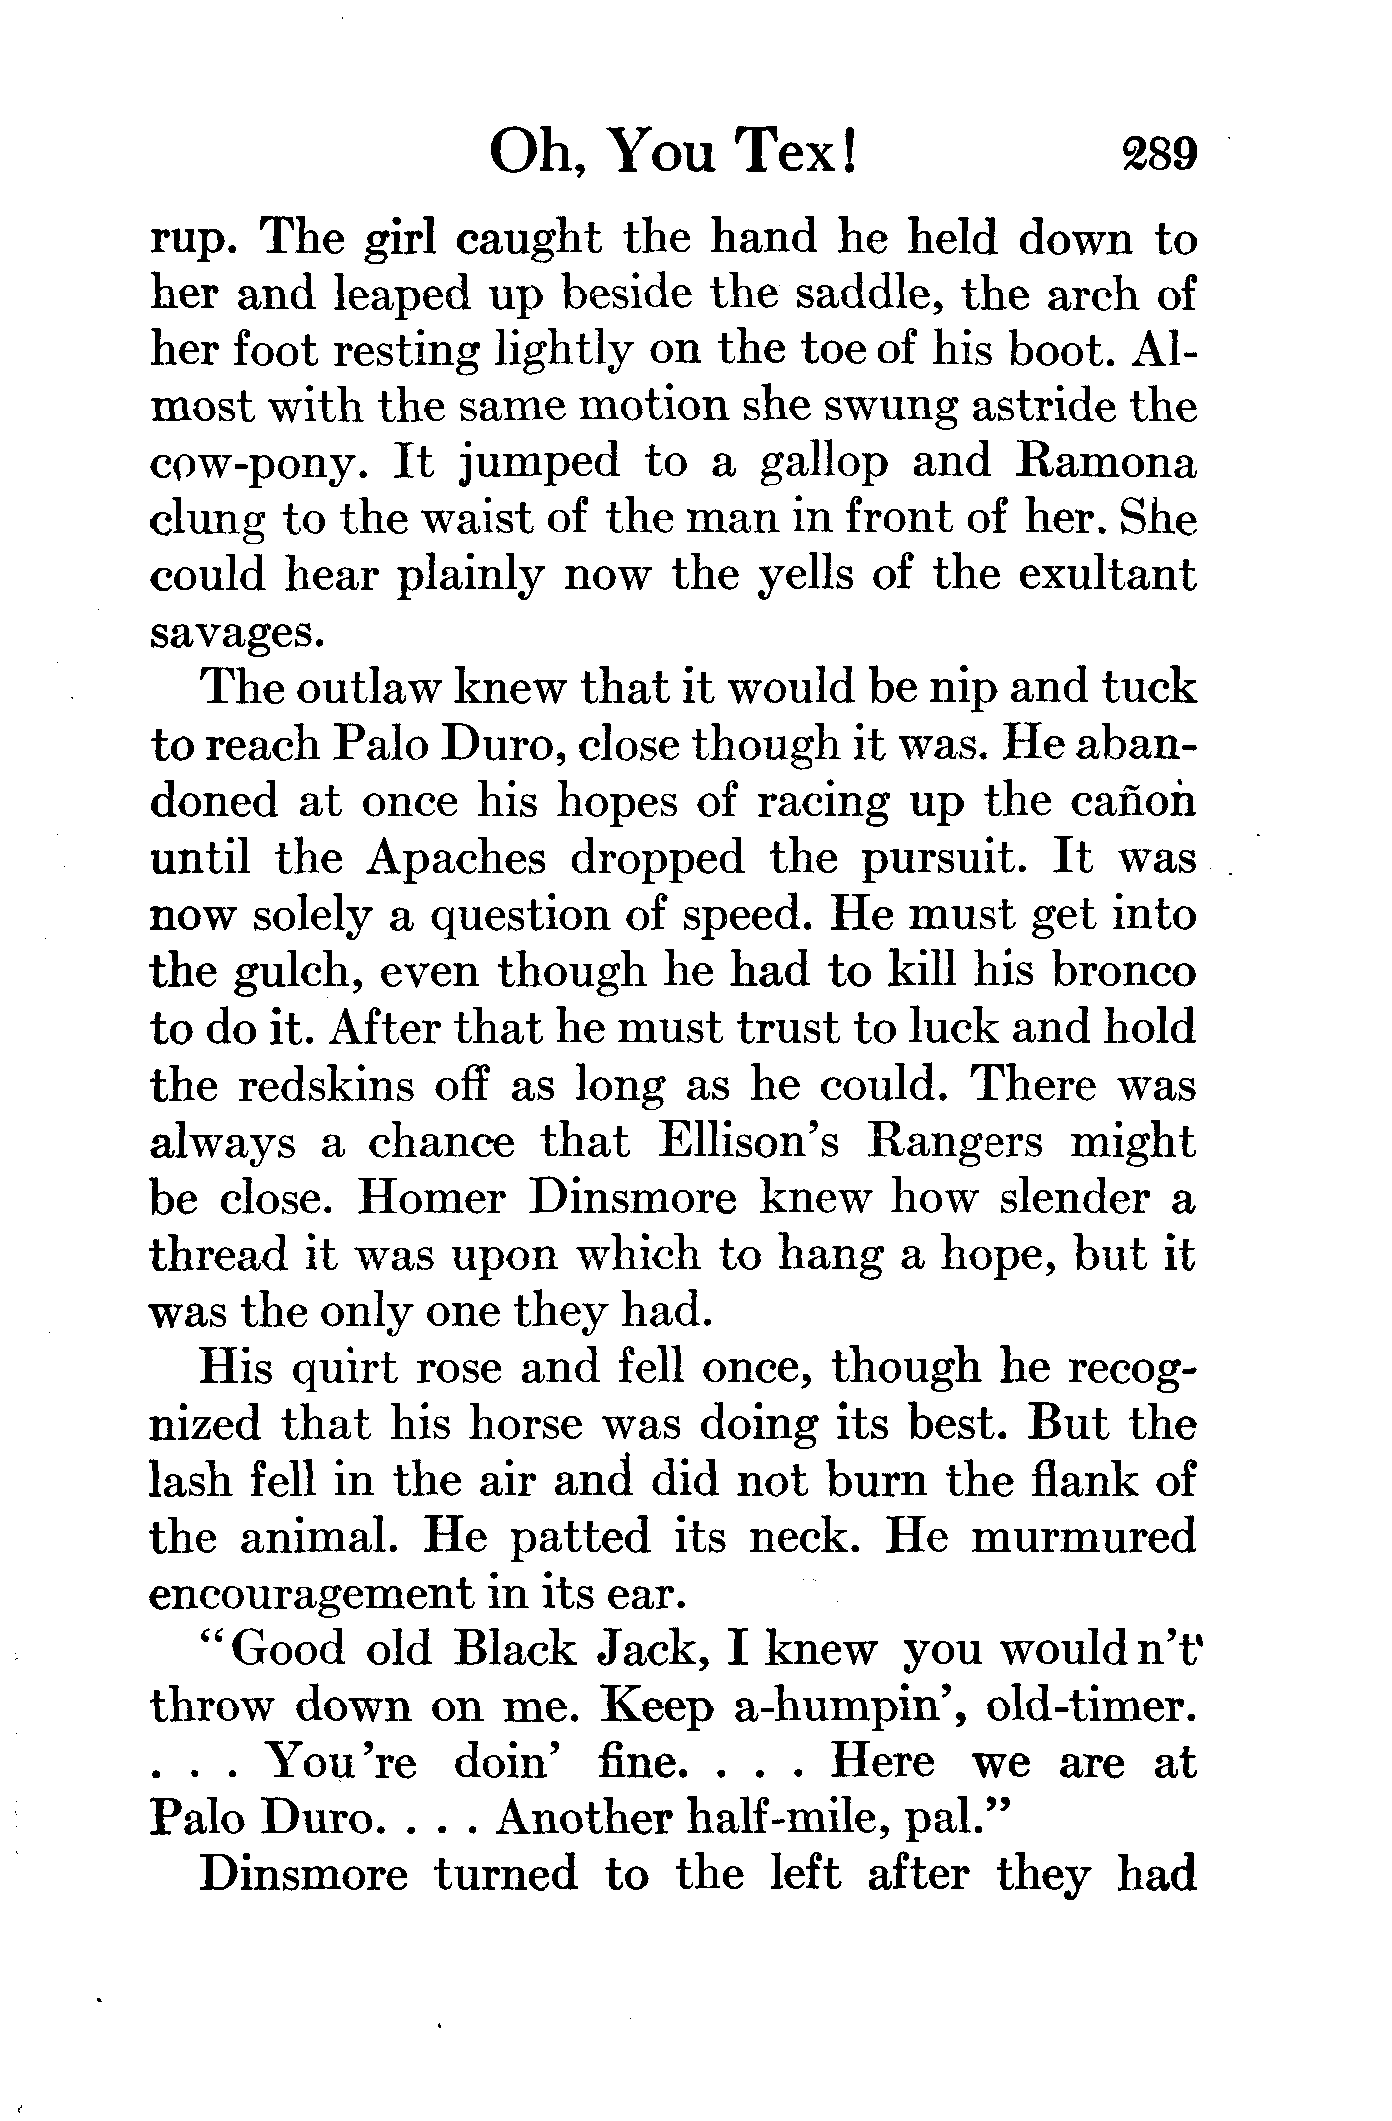 Oh, You Tex! 289
rup. The girl caught the hand he held down to
her and leaped up beside the saddle, the arch of
her foot resting lightly on the toe of his boot. Al-
most with the same motion she swung astride the
cow-pony. It jumped to a gallop and Ramona
clung to the waist of the man in front of her. She
could hear plainly now the yells of the exultant
savages.
The outlaw knew that it would be nip and tuck
to reach Palo Duro, close though it was. He aban-
doned at once his hopes of racing up the cañon
until the Apaches dropped the pursuit. It was
now solely a question of speed. He must get into
the gulch, even though he had to kill his bronco
to do it. After that he must trust to luck and hold
the redskins off as long as he could. There was
always a chance that Ellison's Rangers might
be close. Homer Dinsmore knew how slender a
thread it was upon which to hang a hope, but it
was the only one they had.
His quirt rose and fell once, though he recog-
nized that his horse was doing its best. But the
lash fell in the air and did not burn the flank of
the animal. He patted its neck. He murmured
encouragement in its ear.
"Good old Black Jack, I knew you wouldn't
throw down on me. Keep a-humpin', old-timer.
. . . You're doin' fine. . . . Here we are at
Palo Duro. . . . Another half-mile, pal."
Dinsmore turned to the left after they had